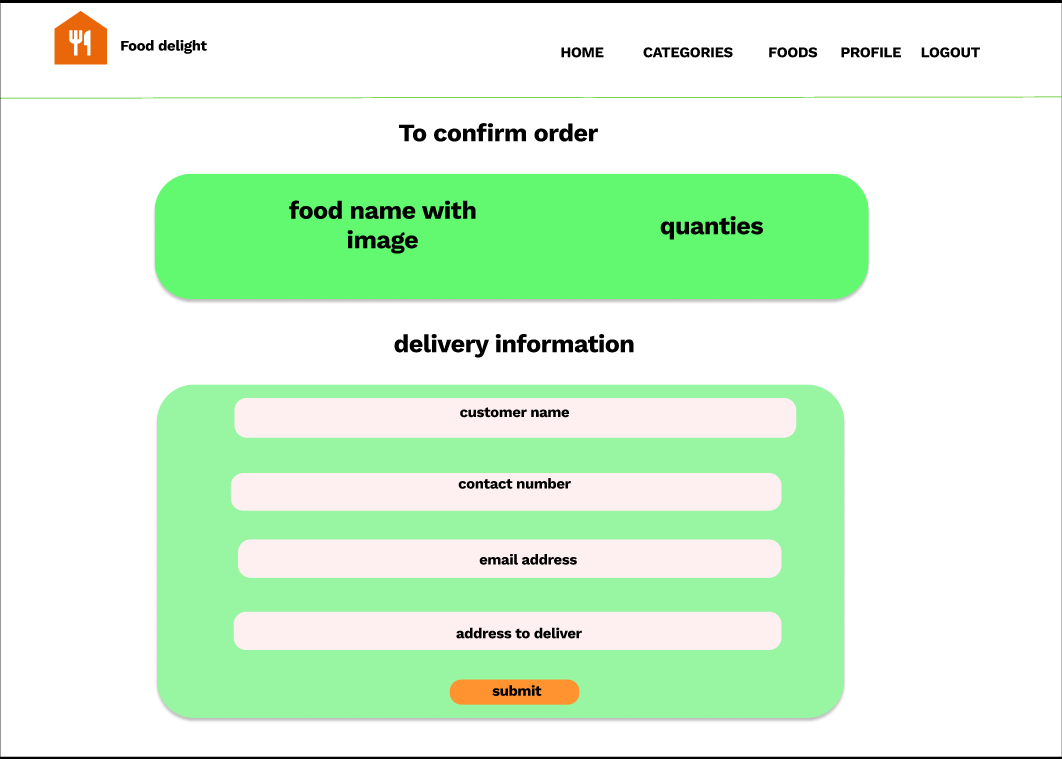 Food delight
HOME CATEGORIES FOODS PROFILE LOGOUT
To confirm order
food name with
image
quanties
delivery information
customer name
contact number
email address
address to deliver
submit